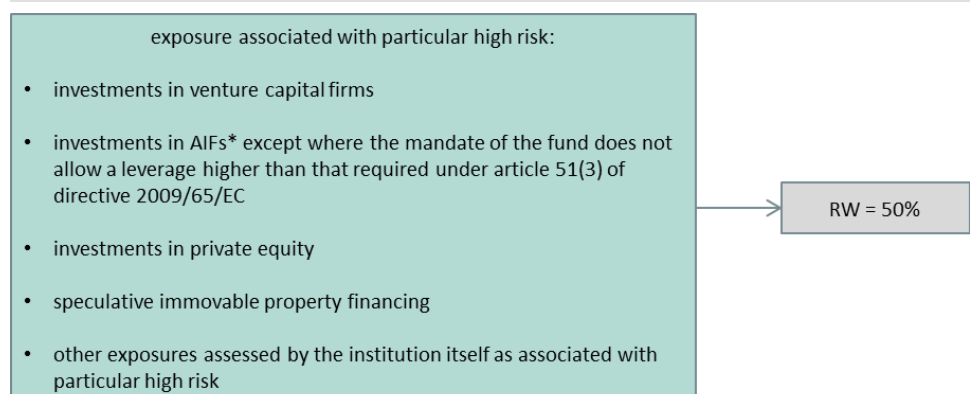 exposure associated with particular high risk:
• investments in venture capital firms
• investments in AIFs* except where the mandate of the fund does not
allow a leverage higher than that required under article 51(3) of
directive 2009/65/EC
• investments in private equity
• speculative immovable property financing
• other exposures assessed by the institution itself as associated with
particular high risk
RW = 50%